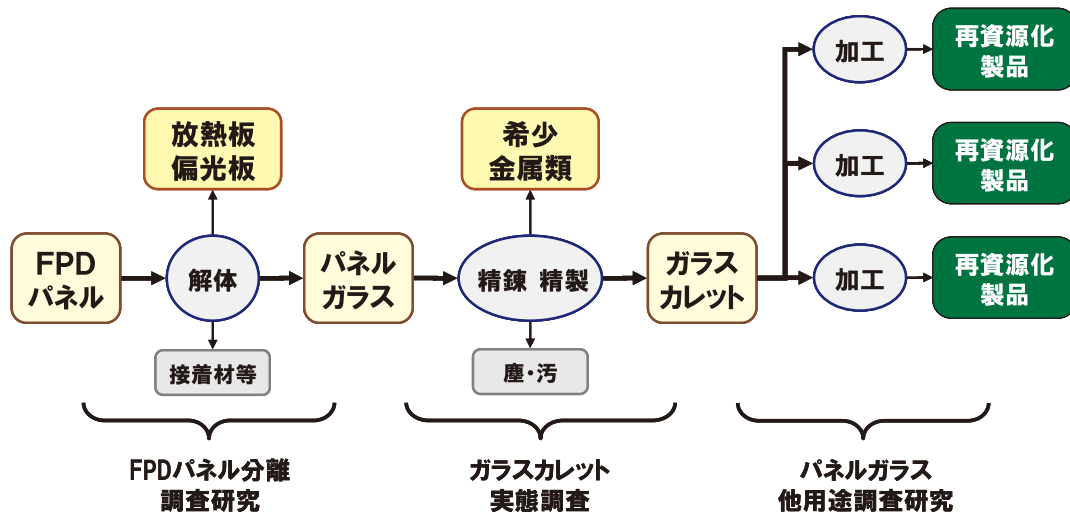 放熱板
偏光板
希少
金属類
FPD
パネル
解体
パネル
ガラス
精錬 精製
ガラス
カレット
加工
再資源化
製品
加工
再資源化
製品
加工
再資源化
製品
接着材等
塵・汚
FPDパネル分離
調査研究
ガラスカレット
実態調査
パネルガラス
他用途調査研究